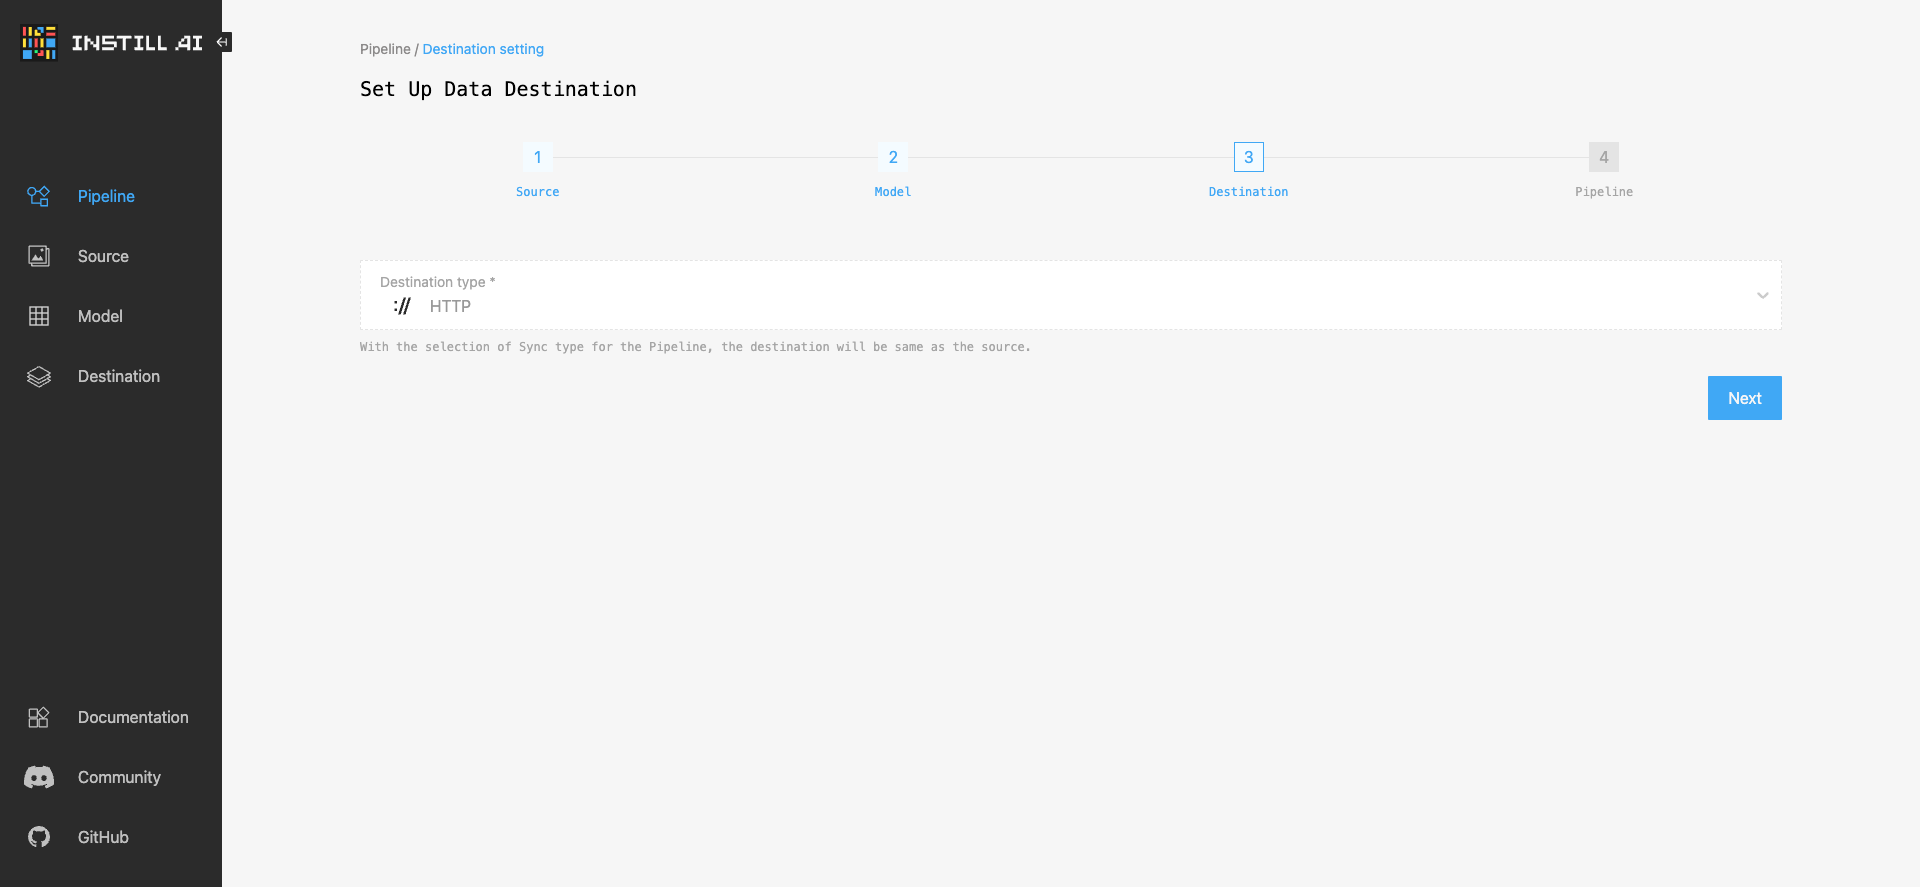 INSTILL AI
Pipeline
Source
Model
Destination
Documentation
Community
GitHub
Pipeline / Destination setting
Set Up Data Destination
1
2
3
4
Source
Model
Destination
Pipeline
Destination type *
:// HTTP
With the selection of Sync type for the Pipeline, the destination will be same as the source.
Next